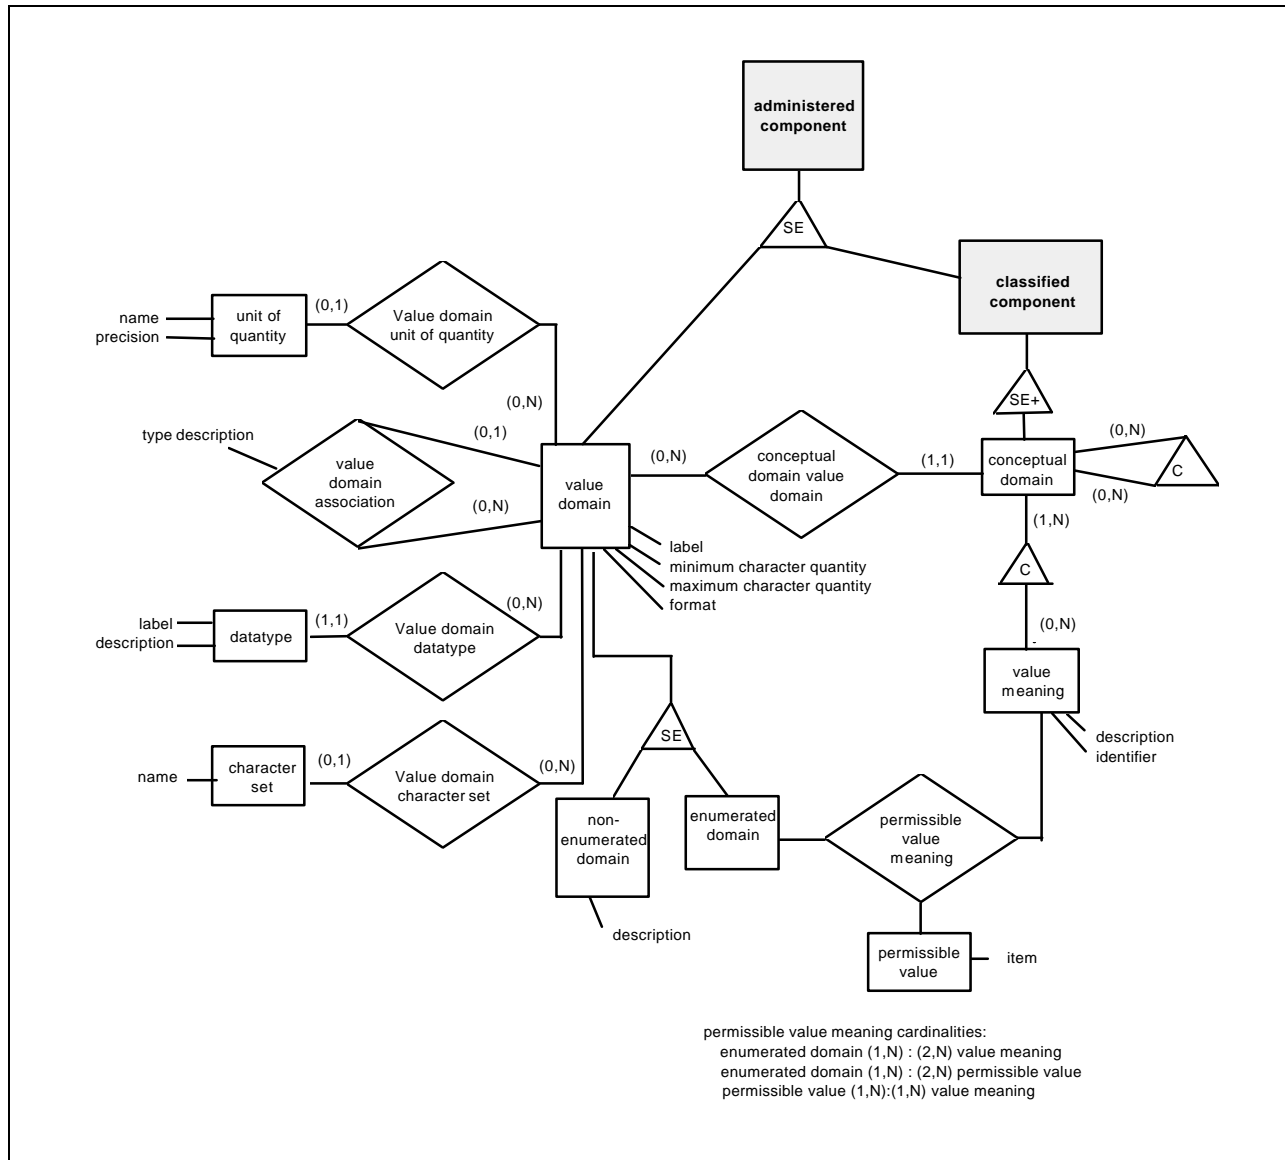 administered
component
SE
classified
component
unit of
quantity
(0,1)
Value domain
unit of quantity
name
precision
(0,N)
SE+
type description
(0,1)
value
domain
association
(0,N)
value
domain
(0,N)
conceptual
domain value
domain
(1,1)
conceptual
domain
(0,N)
C
(0,N)
(1,N)
label
minimum character quantity
maximum character quantity
format
C
(0,N)
label
description
datatype
(1,1)
Value domain
datatype
(0,N)
value
meaning
description
identifier
SE
name
character
set
(0,1)
Value domain
character set
(0,N)
non-
enumerated
domain
enumerated
domain
permissible
value
meaning
description
permissible
value
item
permissible value meaning cardinalities:
enumerated domain (1,N) : (2,N) value meaning
enumerated domain (1,N) : (2,N) permissible value
permissible value (1,N):(1,N) value meaning